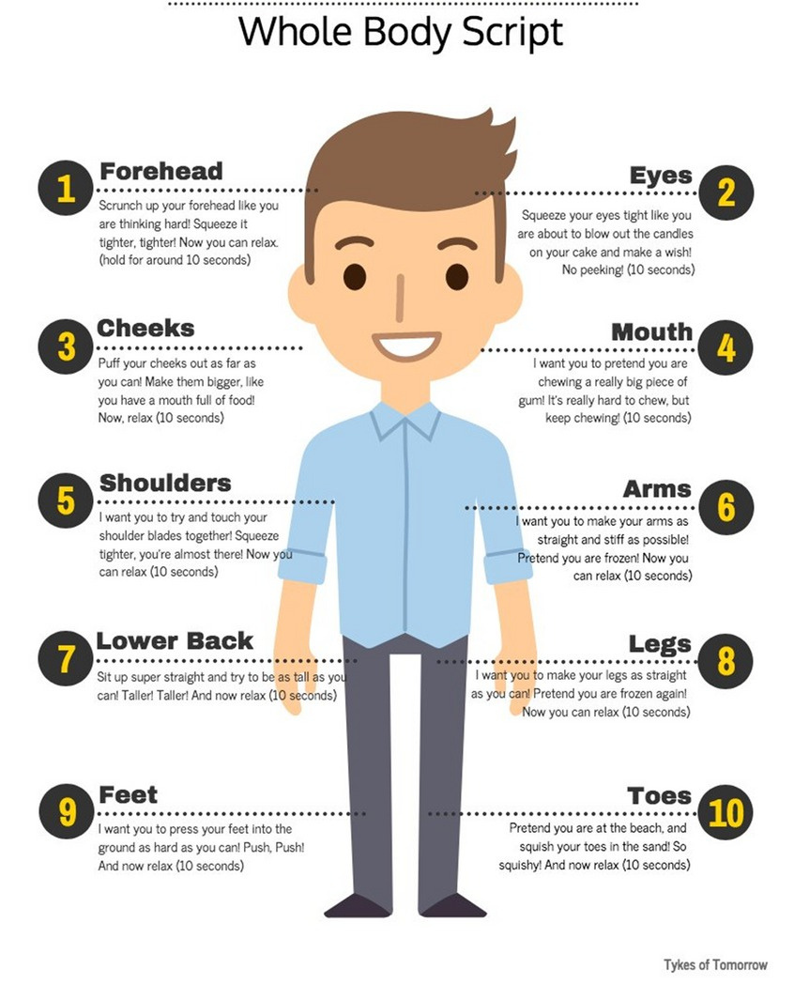 Whole Body Script
1
Forehead
Scrunch up your forehead like you
are thinking hard! Squeeze it
tighter, tighter! Now you can relax.
(hold for around 10 seconds)
Eyes
2
Squeeze your eyes tight like you
are about to blow out the candles
on your cake and make a wish!
No peeking! (10 seconds)
3
Cheeks
Puff your cheeks out as far as
you can! Make them bigger, like
you have a mouth full of food!
Now, relax (10 seconds)
Mouth
4
I want you to pretend you are
chewing a really big piece of
gum! It's really hard to chew, but
keep chewing! (10 seconds)
5
Shoulders
I want you to try and touch your
shoulder blades together! Squeeze
tighter, you're almost there! Now you
can relax (10 seconds)
Arms
6
I want you to make your arms as
straight and stiff as possible!
Pretend you are frozen! Now you
can relax (10 seconds)
7
Lower Back
Sit up super straight and try to be as tall as you
can! Taller! Taller! And now relax (10 seconds)
Legs
8
I want you to make your legs as straight
as you can! Pretend you are frozen again!
Now you can relax (10 seconds)
9
Feet
I want you to press your feet into the
ground as hard as you can! Push, Push!
And now relax (10 seconds)
Toes
10
Pretend you are at the beach, and
squish your toes in the sand! So
squishy! And now relax (10 seconds)
Tykes of Tomorrow